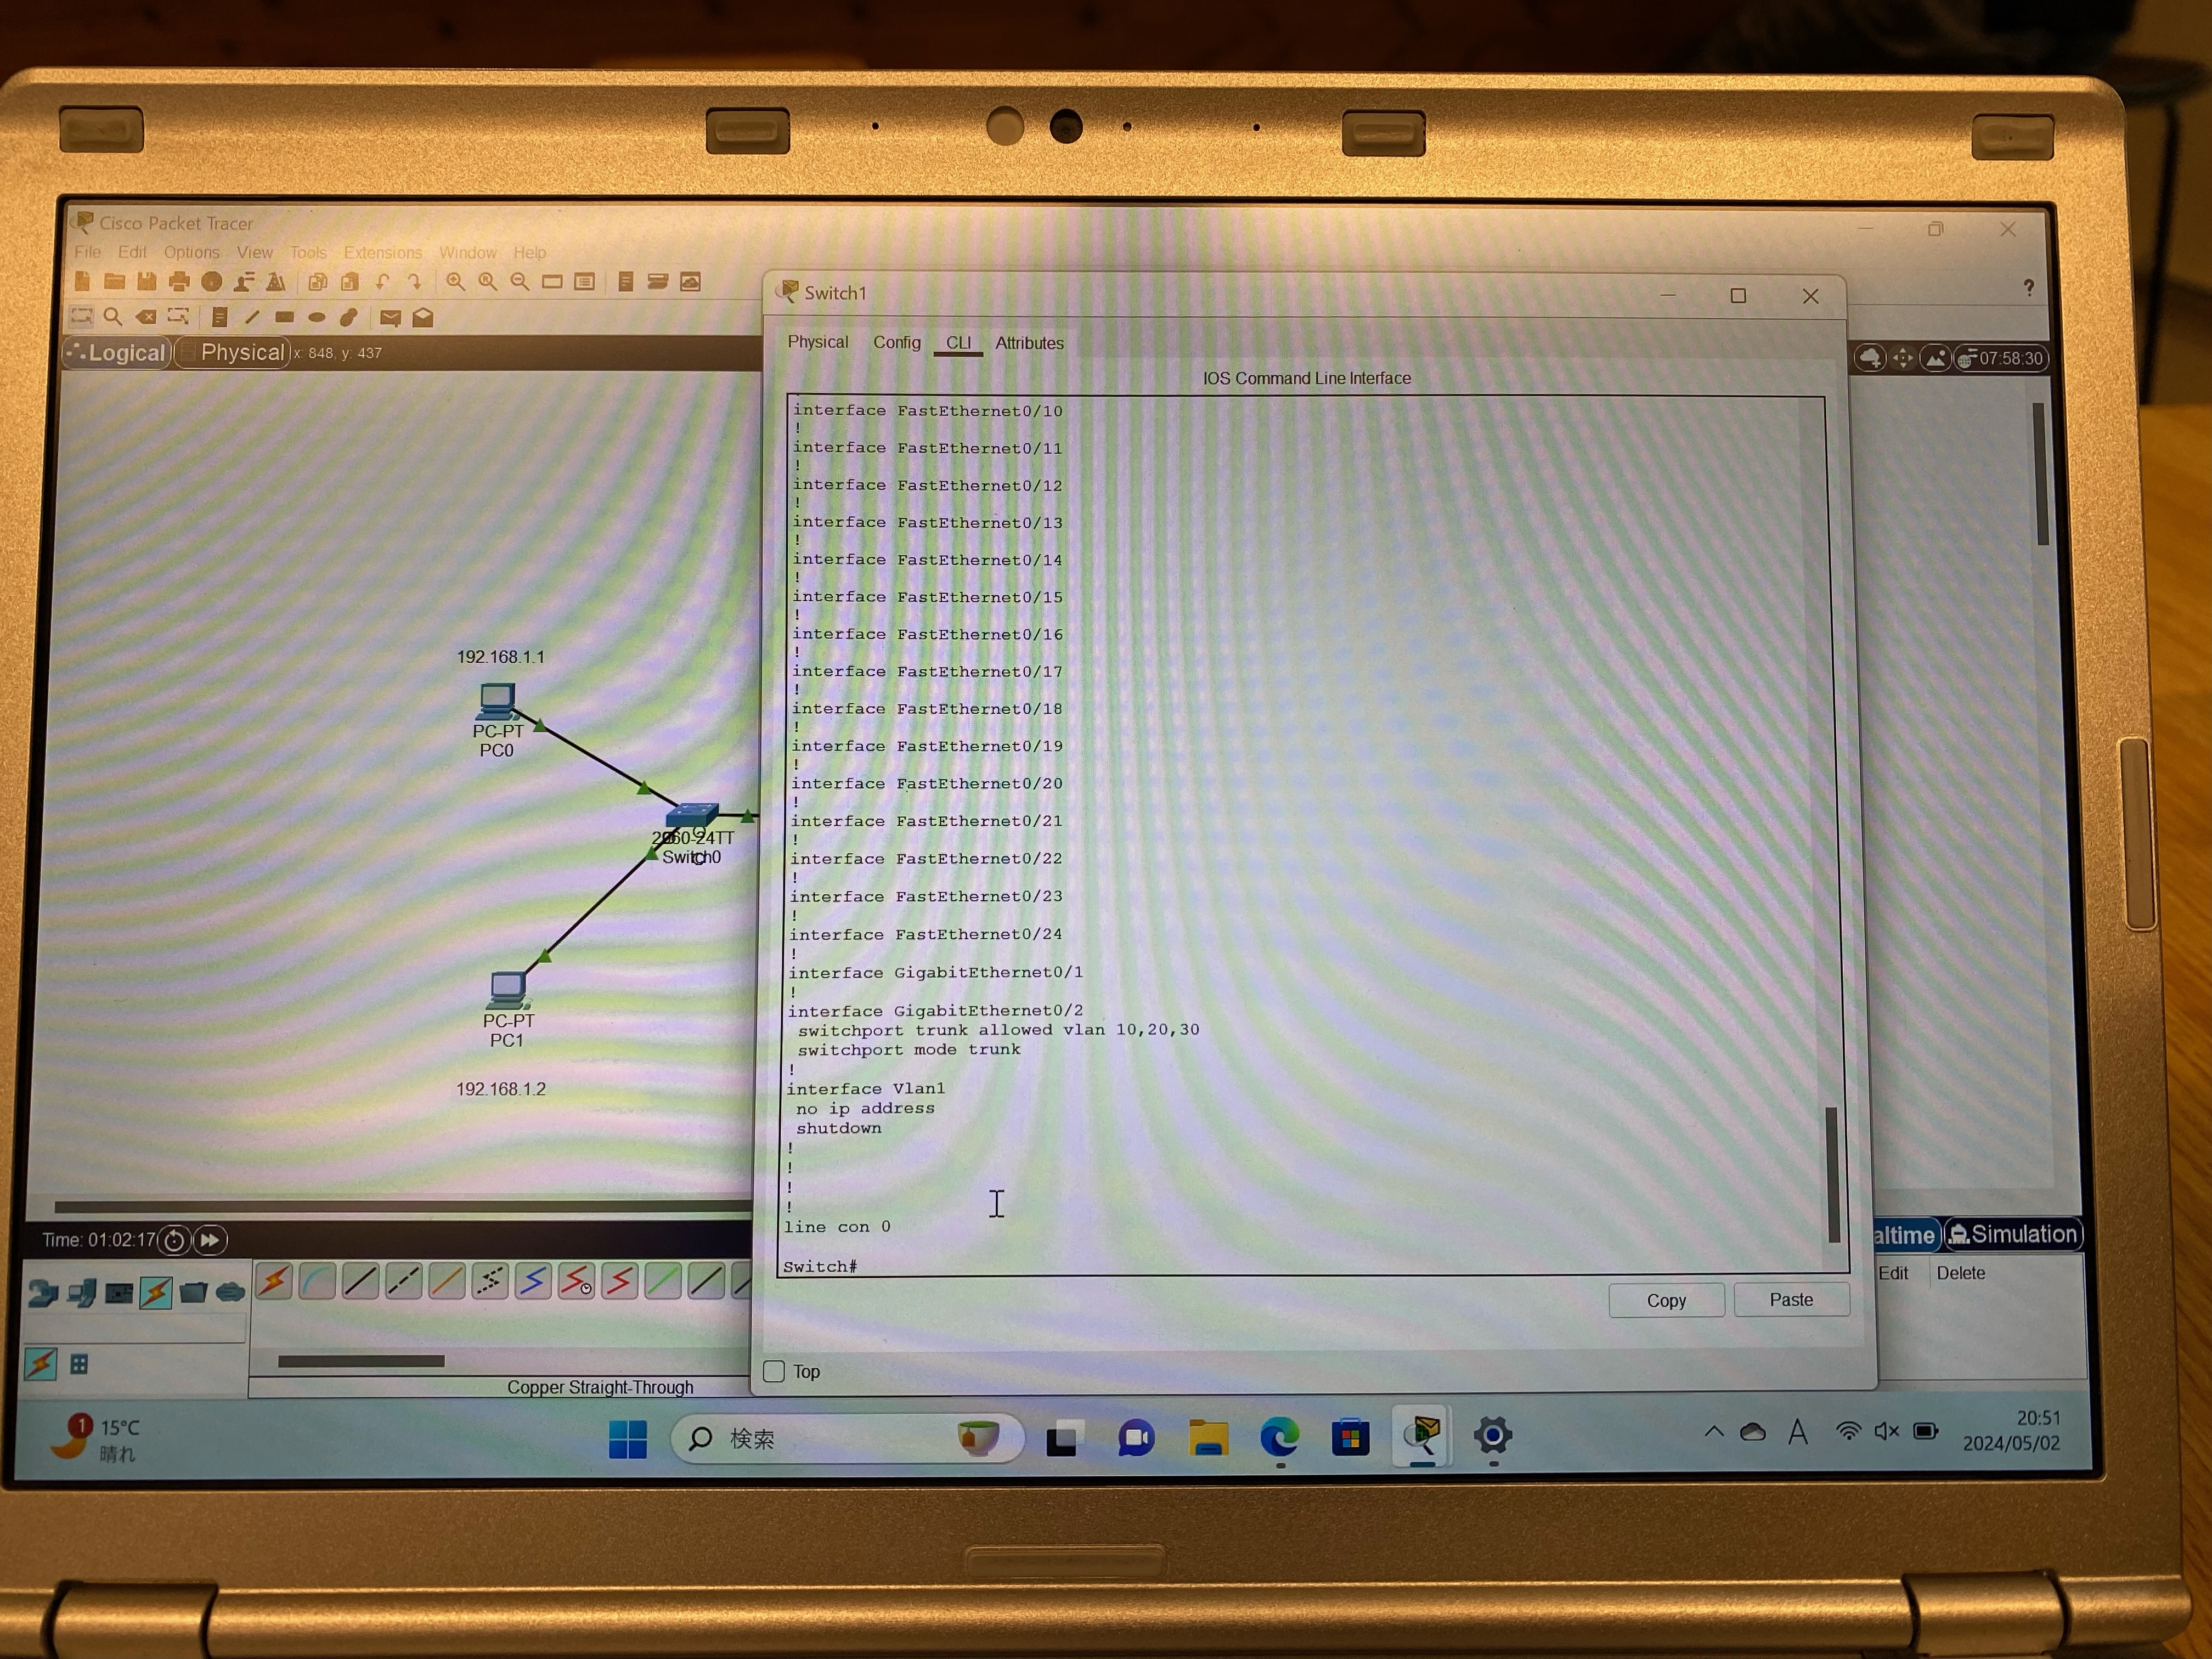 Cisco Packet Tracer
File Edit Options View Tools Extensions Window Help
?
Logical Physical x: 848, y: 437
07:58:30
192.168.1.1
PC-PT
PC0
2960-24TT
Switch0
PC-PT
PC1
192.168.1.2
Switch1
Physical Config CLI Attributes
IOS Command Line Interface
interface FastEthernet0/10
!
interface FastEthernet0/11
!
interface FastEthernet0/12
!
interface FastEthernet0/13
!
interface FastEthernet0/14
!
interface FastEthernet0/15
!
interface FastEthernet0/16
!
interface FastEthernet0/17
!
interface FastEthernet0/18
!
interface FastEthernet0/19
!
interface FastEthernet0/20
!
interface FastEthernet0/21
!
interface FastEthernet0/22
!
interface FastEthernet0/23
!
interface FastEthernet0/24
!
interface GigabitEthernet0/1
!
interface GigabitEthernet0/2
switchport trunk allowed vlan 10,20,30
switchport mode trunk
!
interface Vlan1
no ip address
shutdown
!
!
!
!
line con 0
Switch#
Copy Paste
Top
Time: 01:02:17
altime Simulation
Edit Delete
Copper Straight-Through
1
15°C
晴れ
検索
A
20:51
2024/05/02